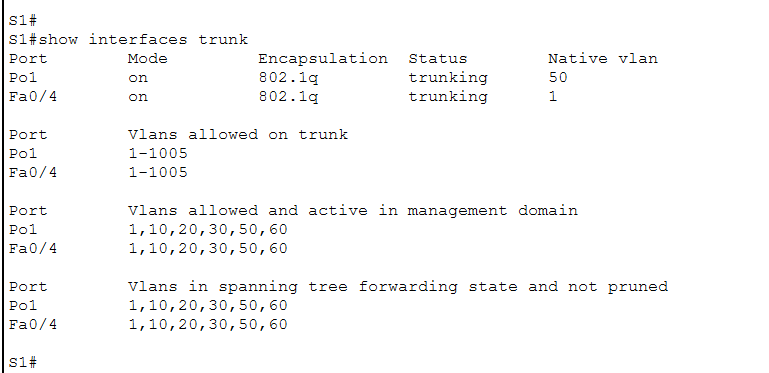 S1#
S1#show interfaces trunk
Port        Mode         Encapsulation  Status        Native vlan
Po1         on           802.1q         trunking      50
Fa0/4       on           802.1q         trunking      1

Port        Vlans allowed on trunk
Po1         1-1005
Fa0/4       1-1005

Port        Vlans allowed and active in management domain
Po1         1,10,20,30,50,60
Fa0/4       1,10,20,30,50,60

Port        Vlans in spanning tree forwarding state and not pruned
Po1         1,10,20,30,50,60
Fa0/4       1,10,20,30,50,60

S1#